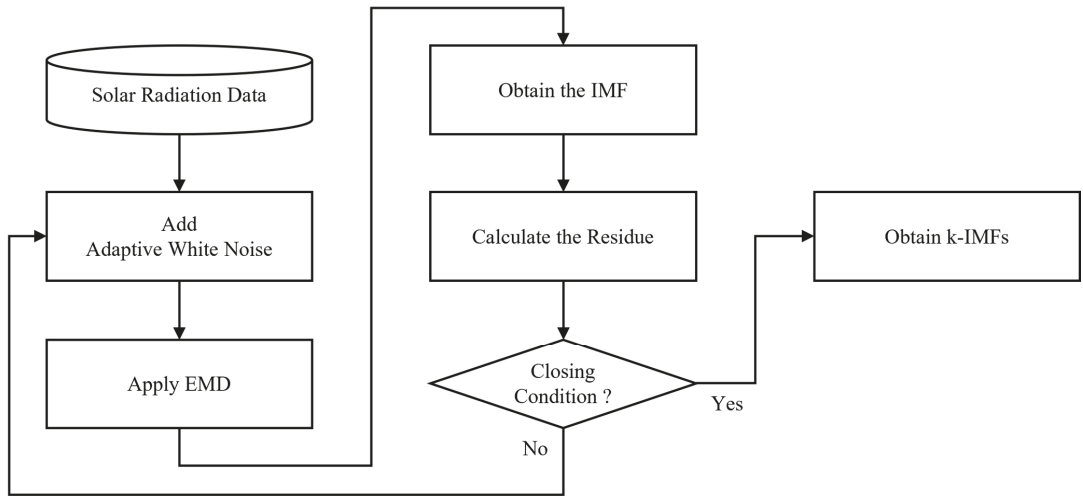 Solar Radiation Data
Add
Adaptive White Noise
Apply EMD
Obtain the IMF
Calculate the Residue
Closing
Condition ?
No
Yes
Obtain k-IMFs